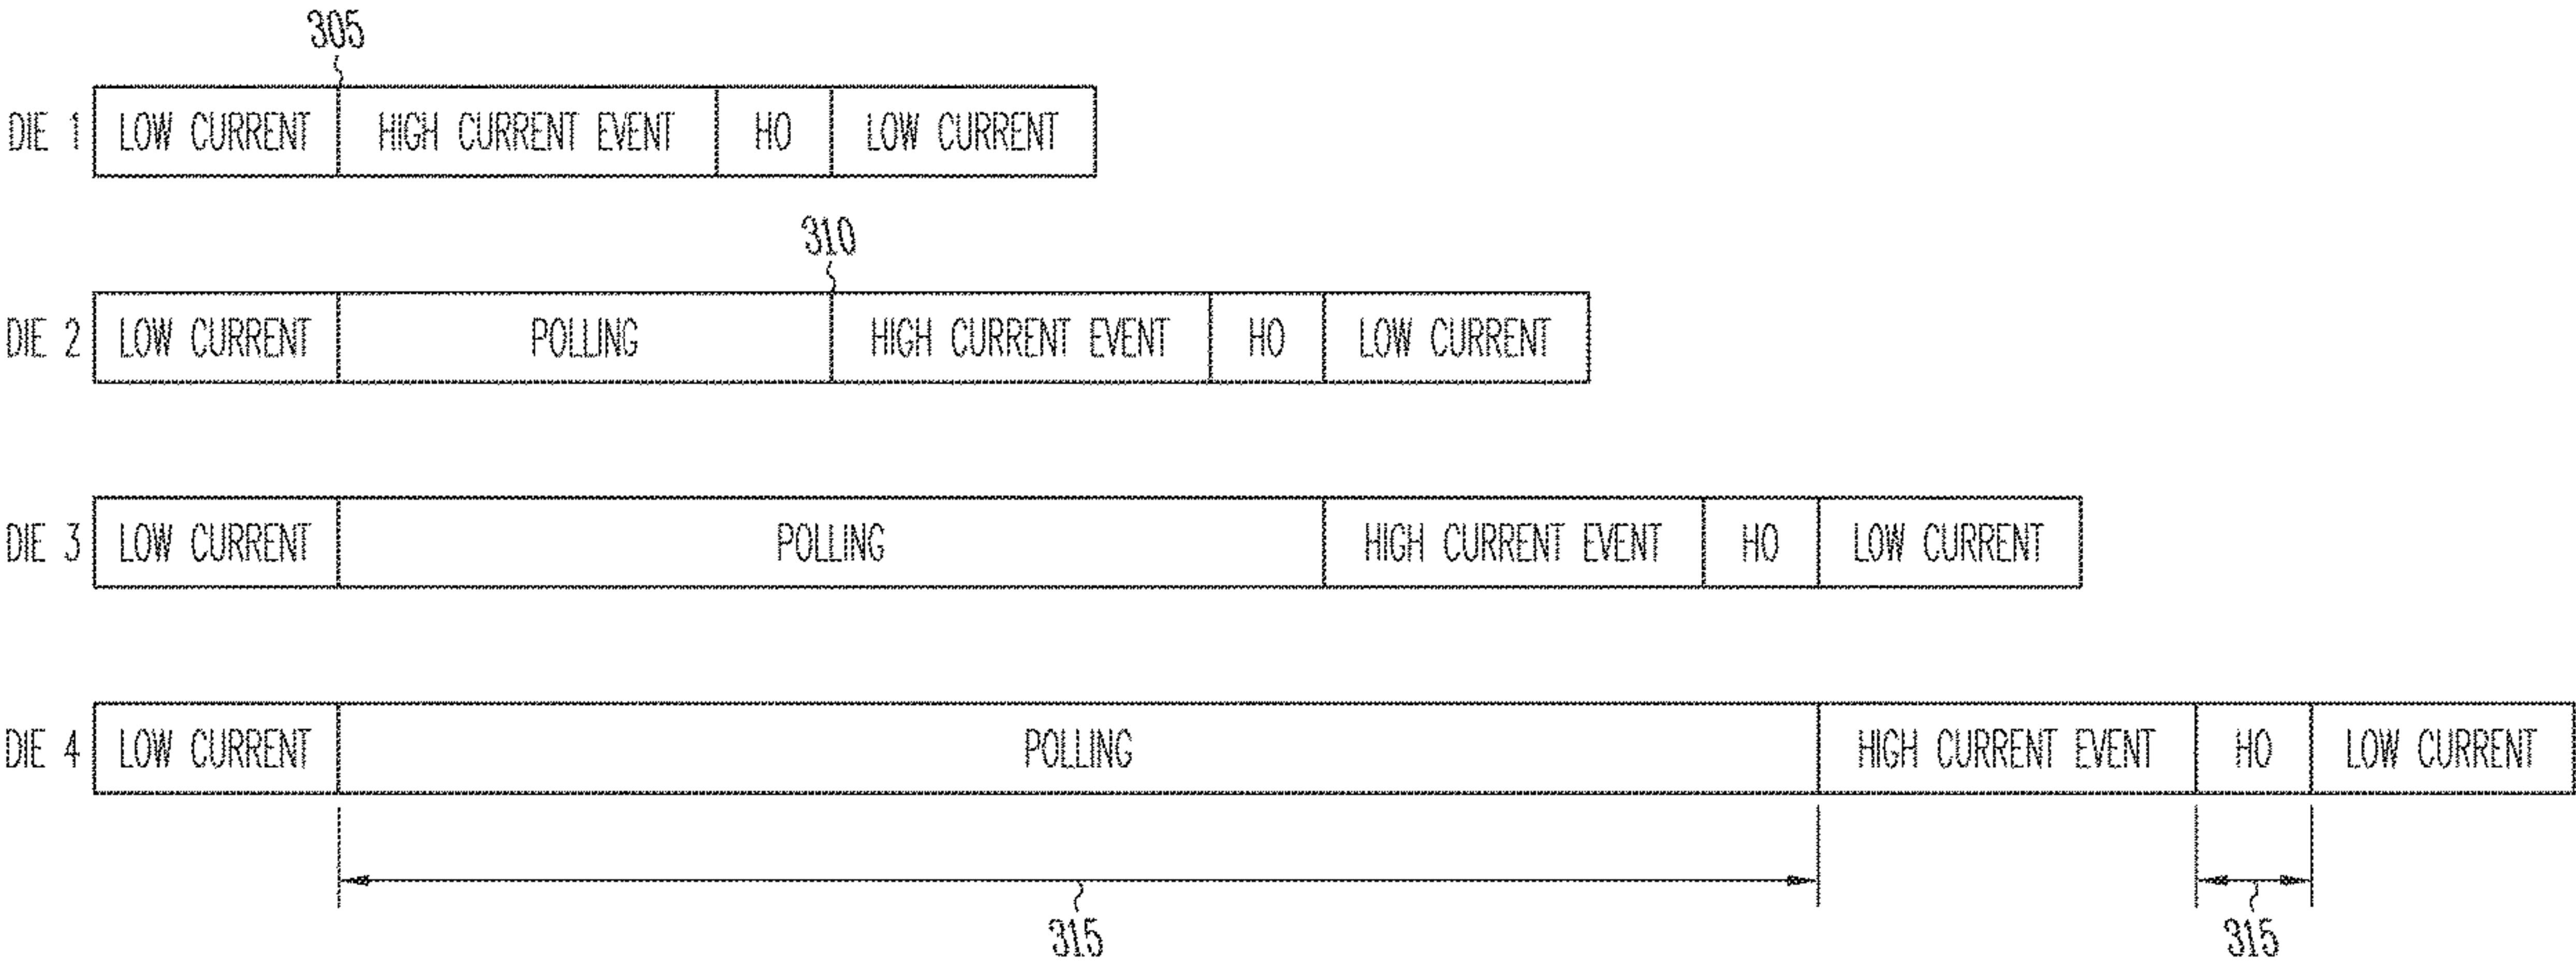 305
DIE 1 LOW CURRENT HIGH CURRENT EVENT HO LOW CURRENT
310
DIE 2 LOW CURRENT POLLING HIGH CURRENT EVENT HO LOW CURRENT
DIE 3 LOW CURRENT POLLING HIGH CURRENT EVENT HO LOW CURRENT
DIE 4 LOW CURRENT POLLING HIGH CURRENT EVENT HO LOW CURRENT
315 315